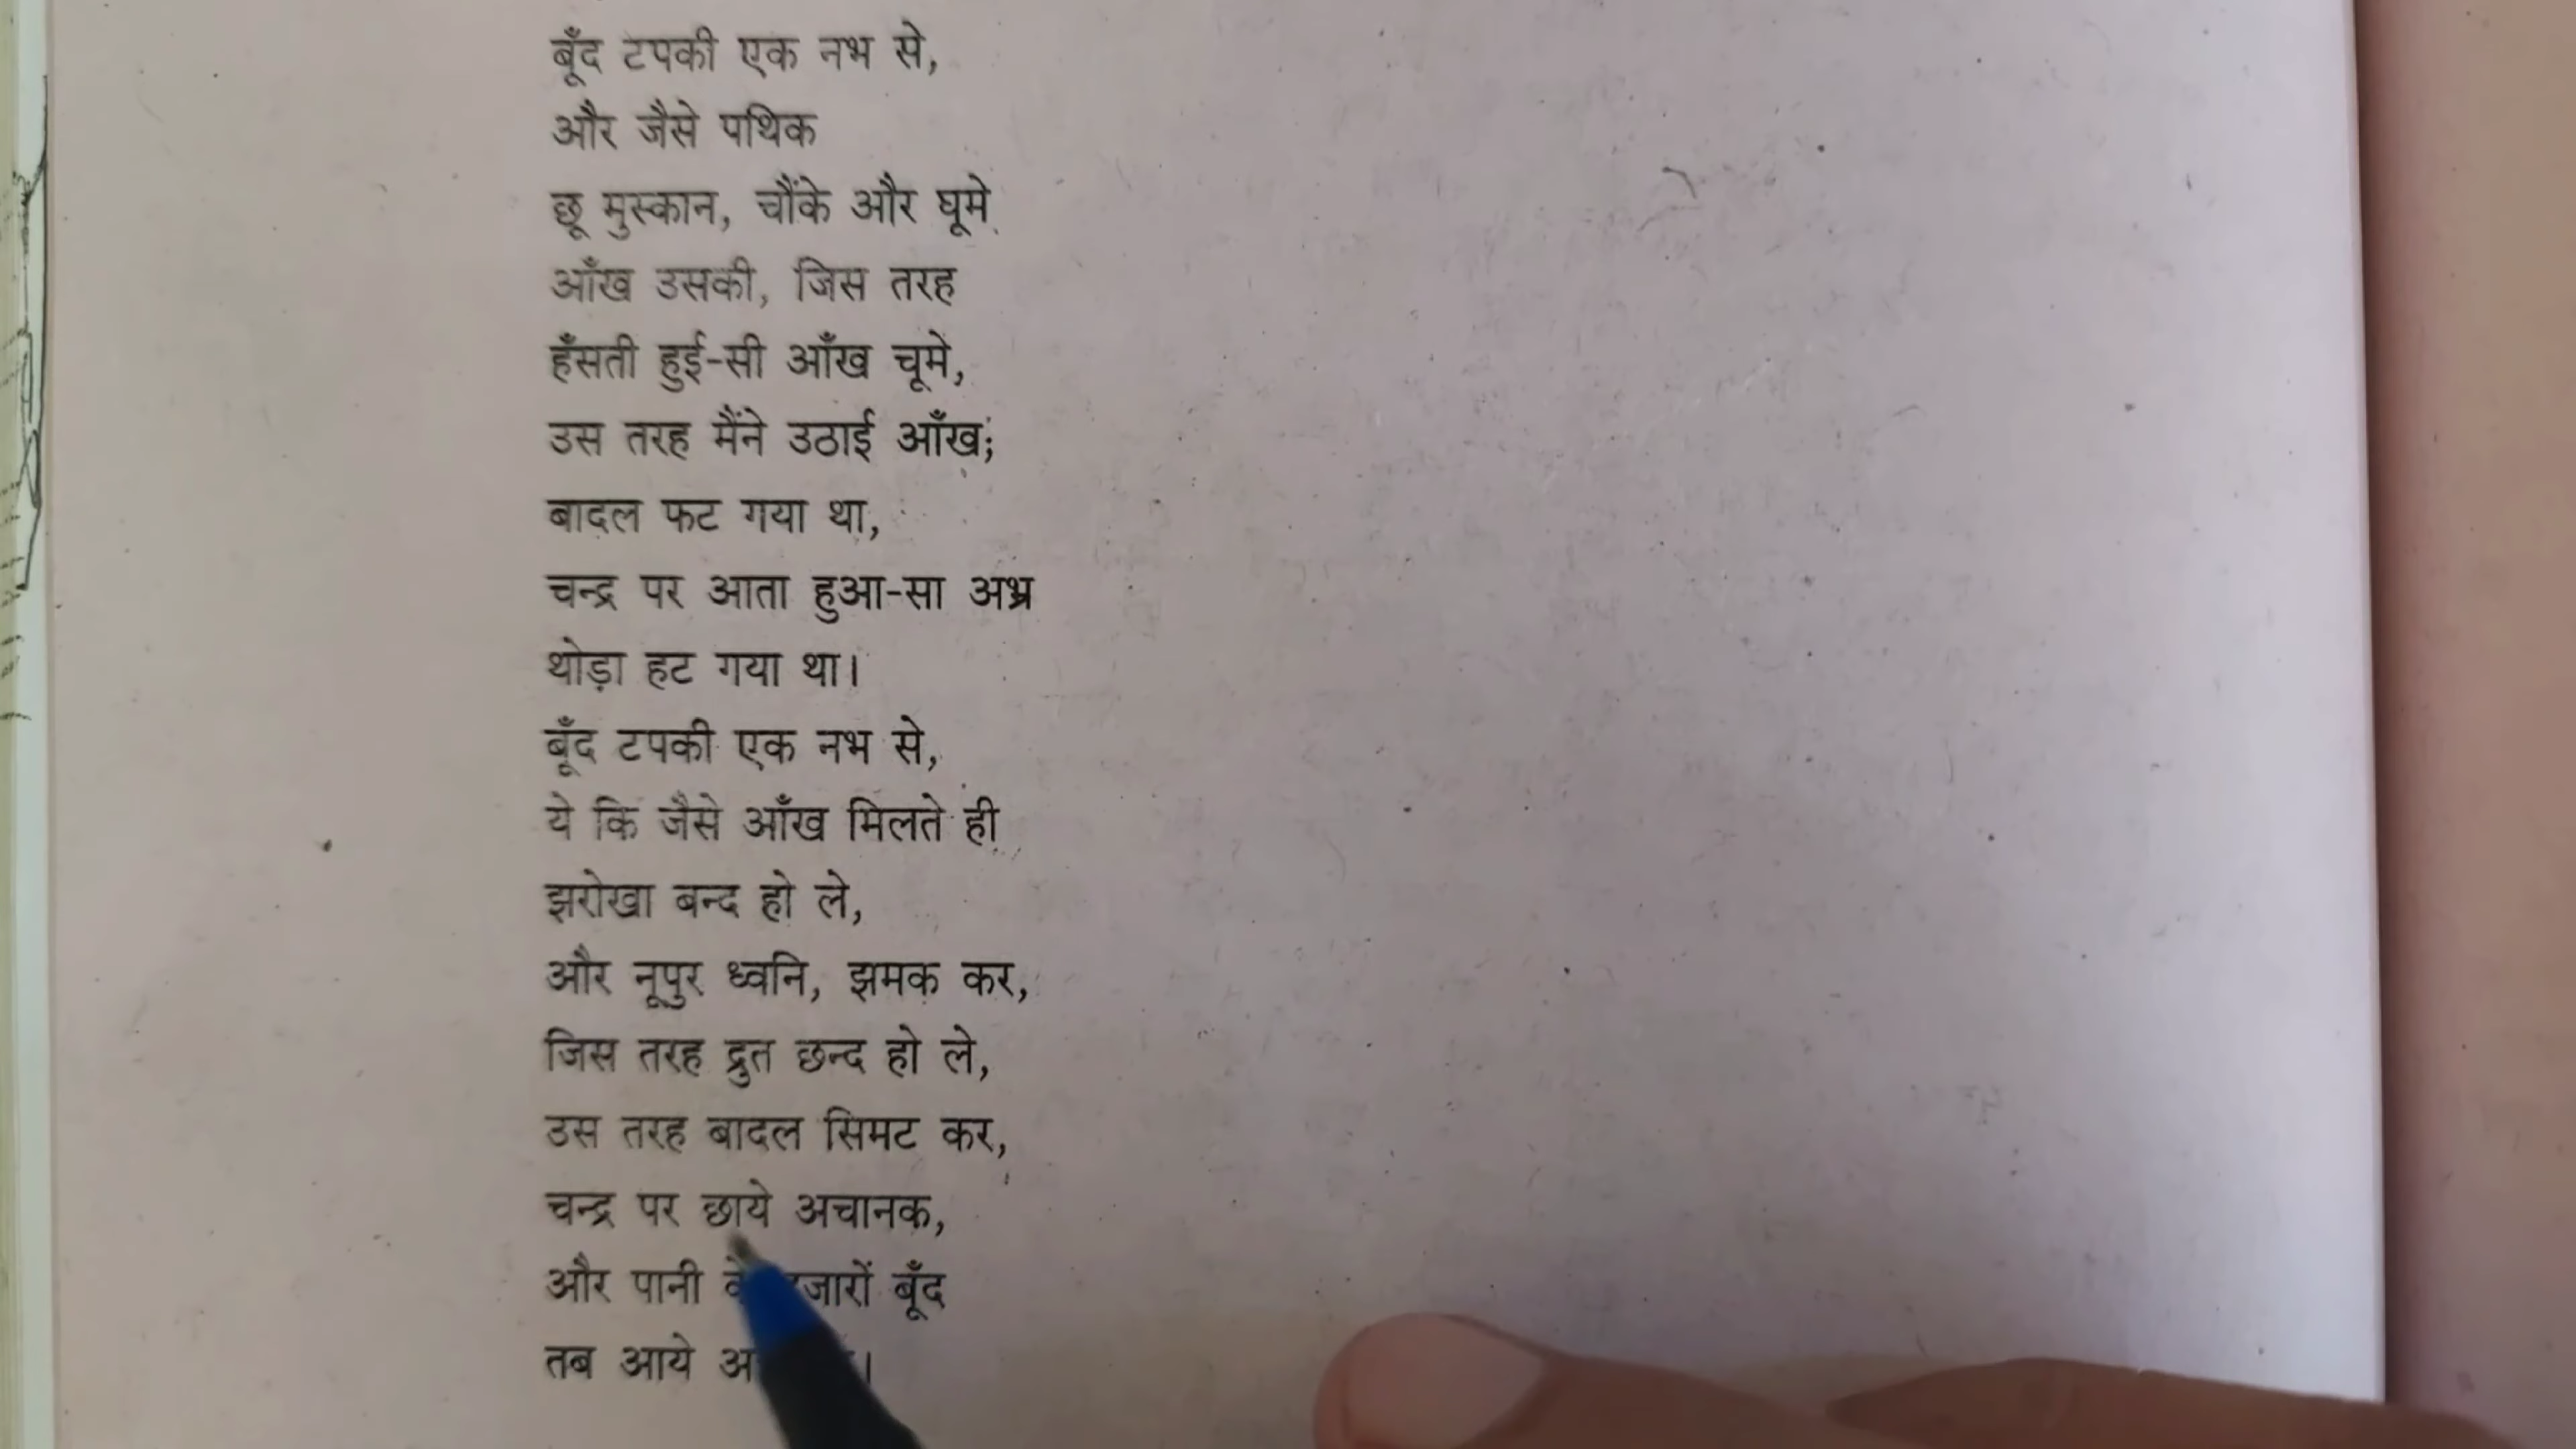 बूँद टपकी एक नभ से,
और जैसे पथिक
छू मुस्कान, चौंके और घूमे
आँख उसकी, जिस तरह
हँसती हुई-सी आँख चूमे,
उस तरह मैंने उठाई आँख;
बादल फट गया था,
चन्द्र पर आता हुआ-सा अभ्र
थोड़ा हट गया था।
बूँद टपकी एक नभ से,
ये कि जैसे आँख मिलते ही
झरोखा बन्द हो ले,
और नूपुर ध्वनि, झमक कर,
जिस तरह द्रुत छन्द हो ले,
उस तरह बादल सिमट कर,
चन्द्र पर छाये अचानक,
और पानी बूँद
तब आये